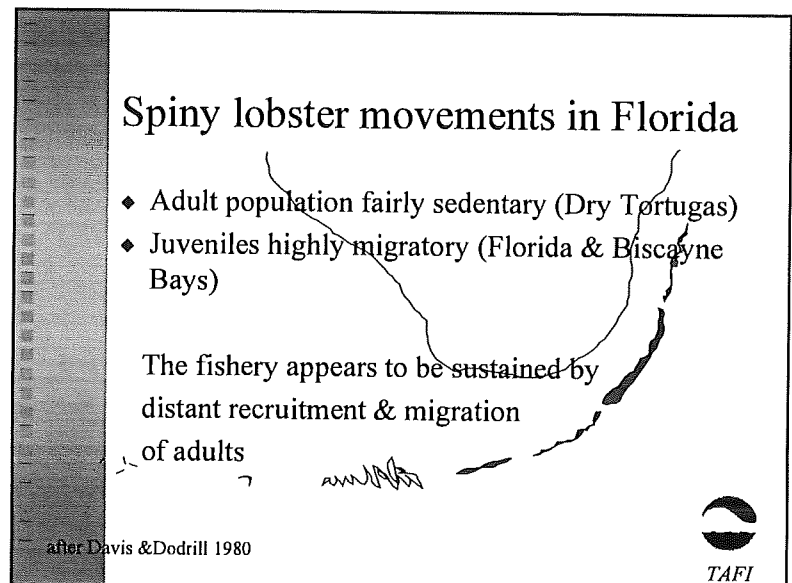 Spiny lobster movements in Florida
◆ Adult population fairly sedentary (Dry Tortugas)
◆ Juveniles highly migratory (Florida & Biscayne
Bays)
The fishery appears to be sustained by
distant recruitment & migration
of adults
after Davis &Dodrill 1980
TAFI